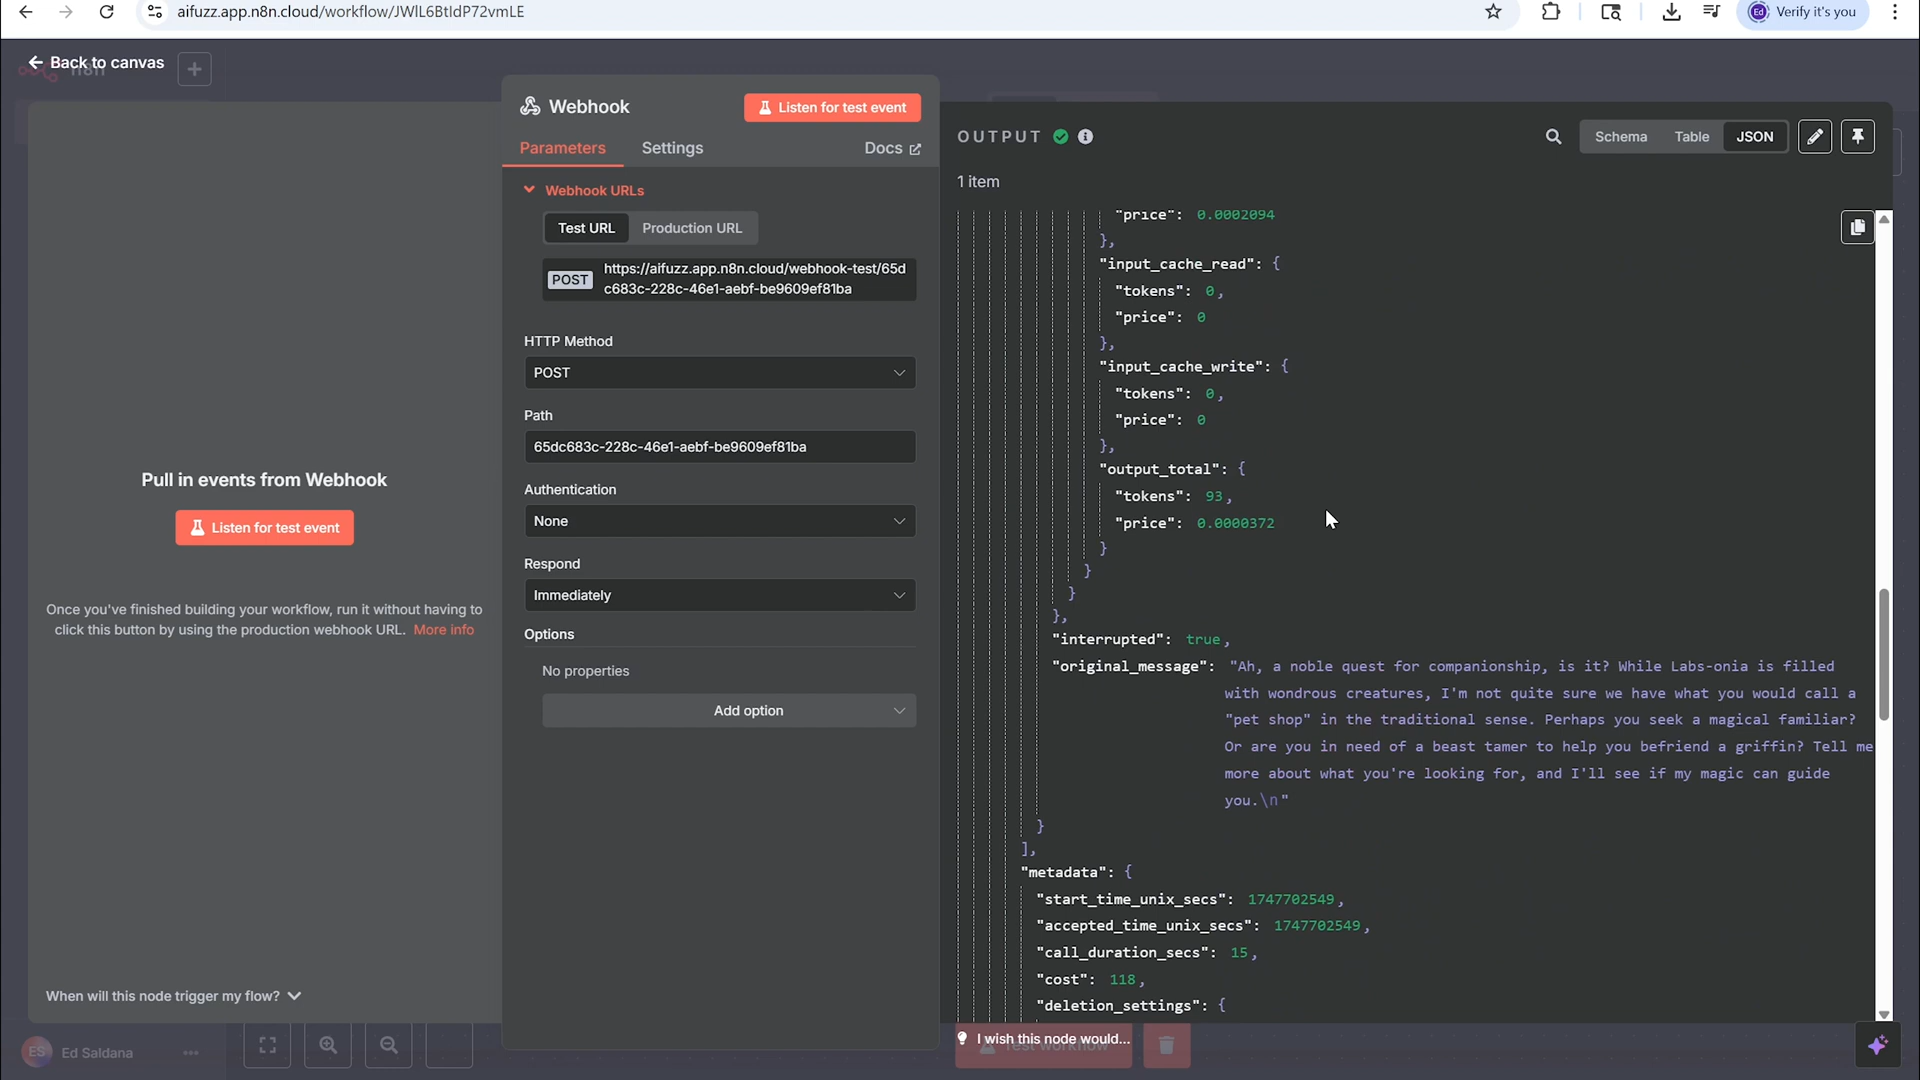 aifuzz.app.n8n.cloud/workflow/JWlL6BtIdP72vmLE
Ed
Verify it's you
Back to canvas
n8n
Webhook
Listen for test event
Parameters
Settings
Docs
Webhook URLs
Test URL
Production URL
POST
https://aifuzz.app.n8n.cloud/webhook-test/65d
c683c-228c-46e1-aebf-be9609ef81ba
HTTP Method
POST
Path
65dc683c-228c-46e1-aebf-be9609ef81ba
Authentication
None
Respond
Immediately
Options
No properties
Add option
Pull in events from Webhook
Listen for test event
Once you've finished building your workflow, run it without having to
click this button by using the production webhook URL. More info
When will this node trigger my flow?
ES
Ed Saldana
OUTPUT
Schema
Table
JSON
1 item
"price": 0.0002094
},
"input_cache_read": {
"tokens": 0,
"price": 0
},
"input_cache_write": {
"tokens": 0,
"price": 0
},
"output_total": {
"tokens": 93,
"price": 0.0000372
}
}
}
},
"interrupted": true,
"original_message": "Ah, a noble quest for companionship, is it? While Labs-onia is filled
with wondrous creatures, I'm not quite sure we have what you would call a
"pet shop" in the traditional sense. Perhaps you seek a magical familiar?
Or are you in need of a beast tamer to help you befriend a griffin? Tell me
more about what you're looking for, and I'll see if my magic can guide
you.\n"
}
],
"metadata": {
"start_time_unix_secs": 1747702549,
"accepted_time_unix_secs": 1747702549,
"call_duration_secs": 15,
"cost": 118,
"deletion_settings": {
I wish this node would...
Test workflow